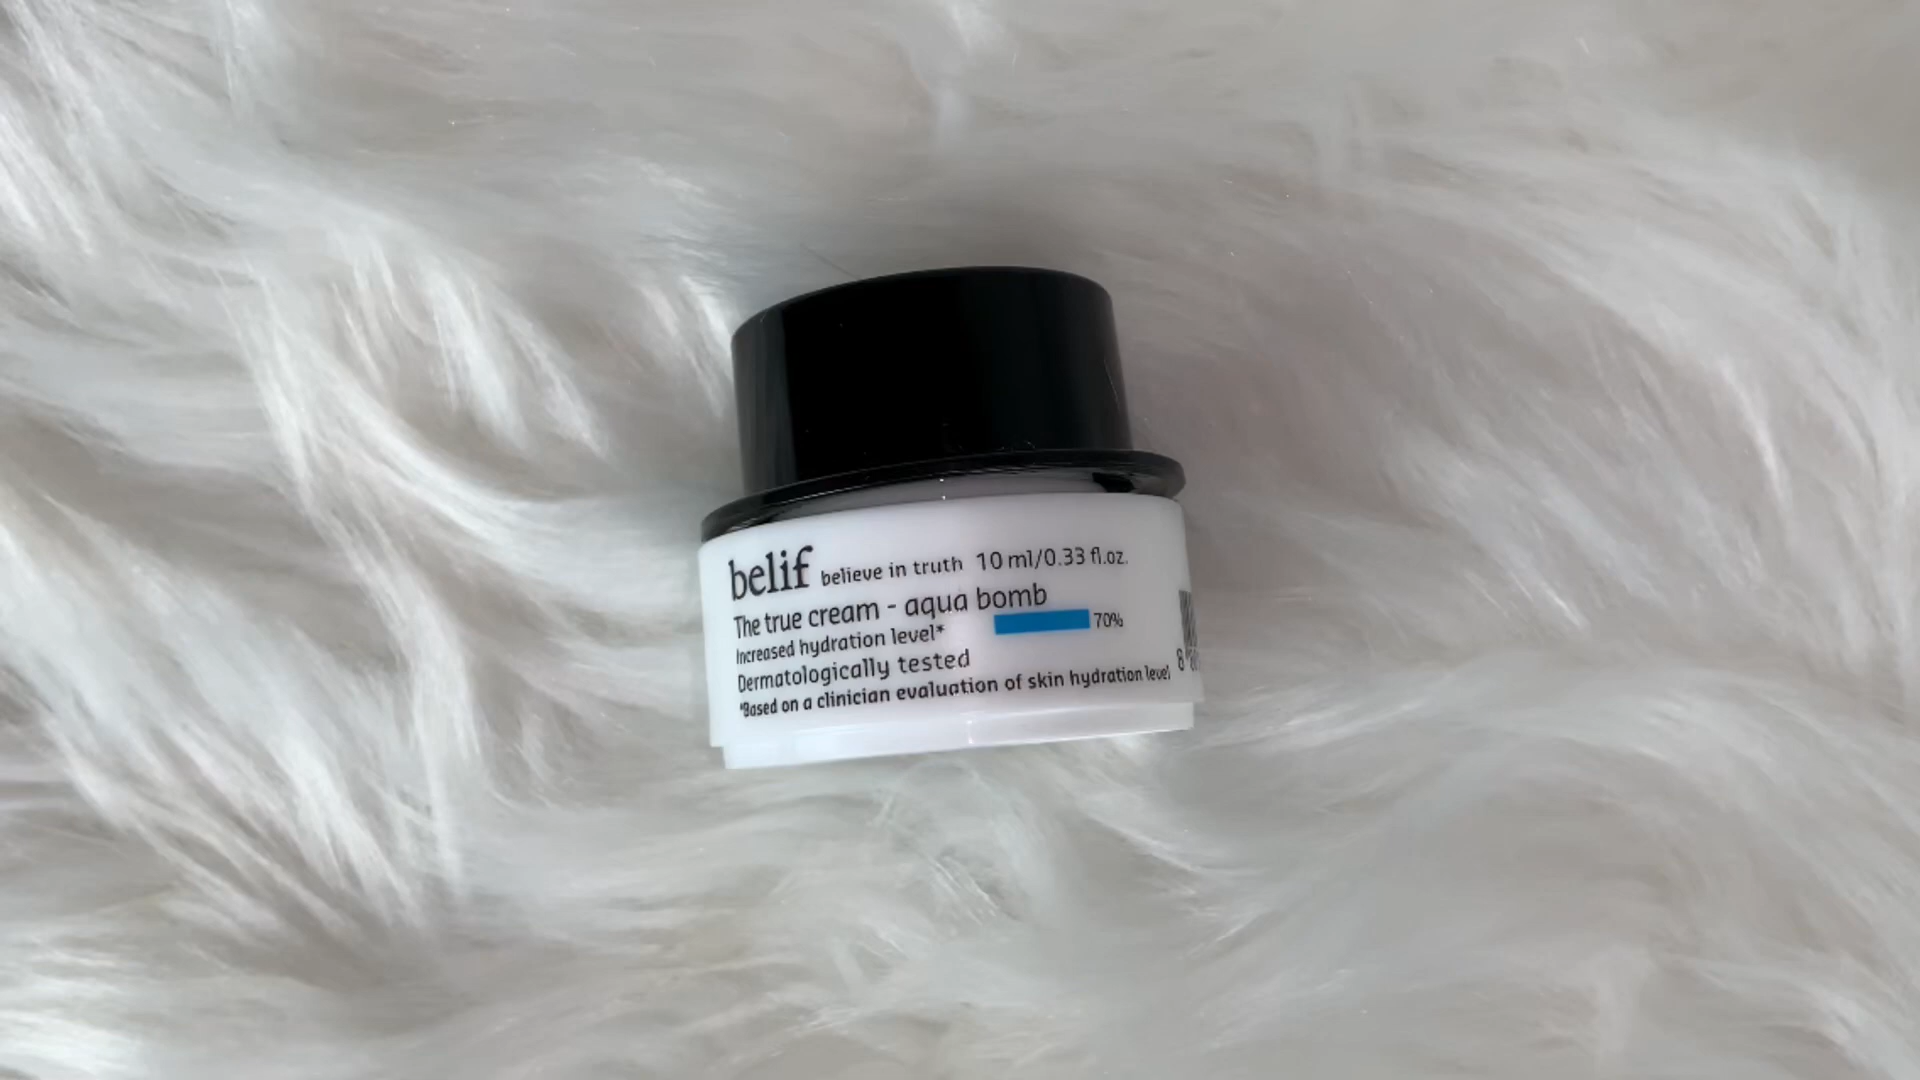 belif believe in truth 10 ml/0.33 fl.oz.
The true cream - aqua bomb
Increased hydration level* 70%
Dermatologically tested
*Based on a clinician evaluation of skin hydration level